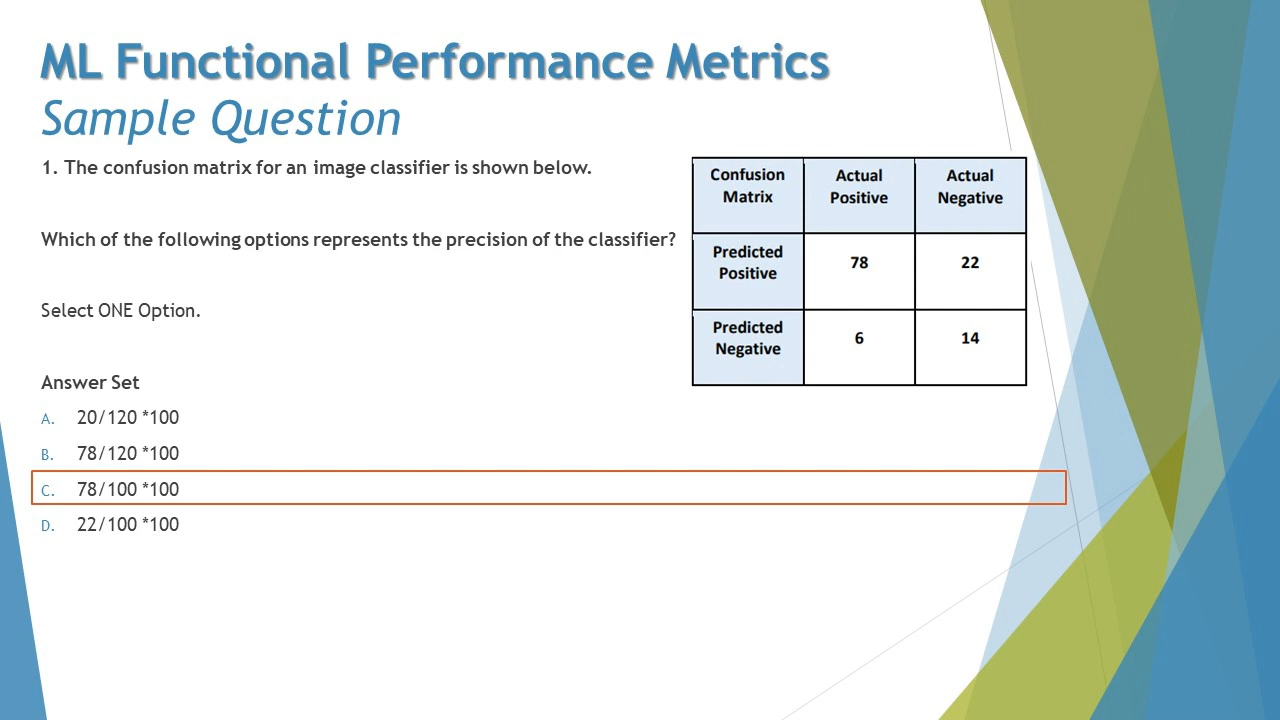 ML Functional Performance Metrics
Sample Question
1. The confusion matrix for an image classifier is shown below.
Which of the following options represents the precision of the classifier?
Select ONE Option.
Answer Set
A. 20/120 *100
B. 78/120 *100
C. 78/100 *100
D. 22/100 *100
Confusion Matrix Actual Positive Actual Negative
Predicted Positive 78 22
Predicted Negative 6 14